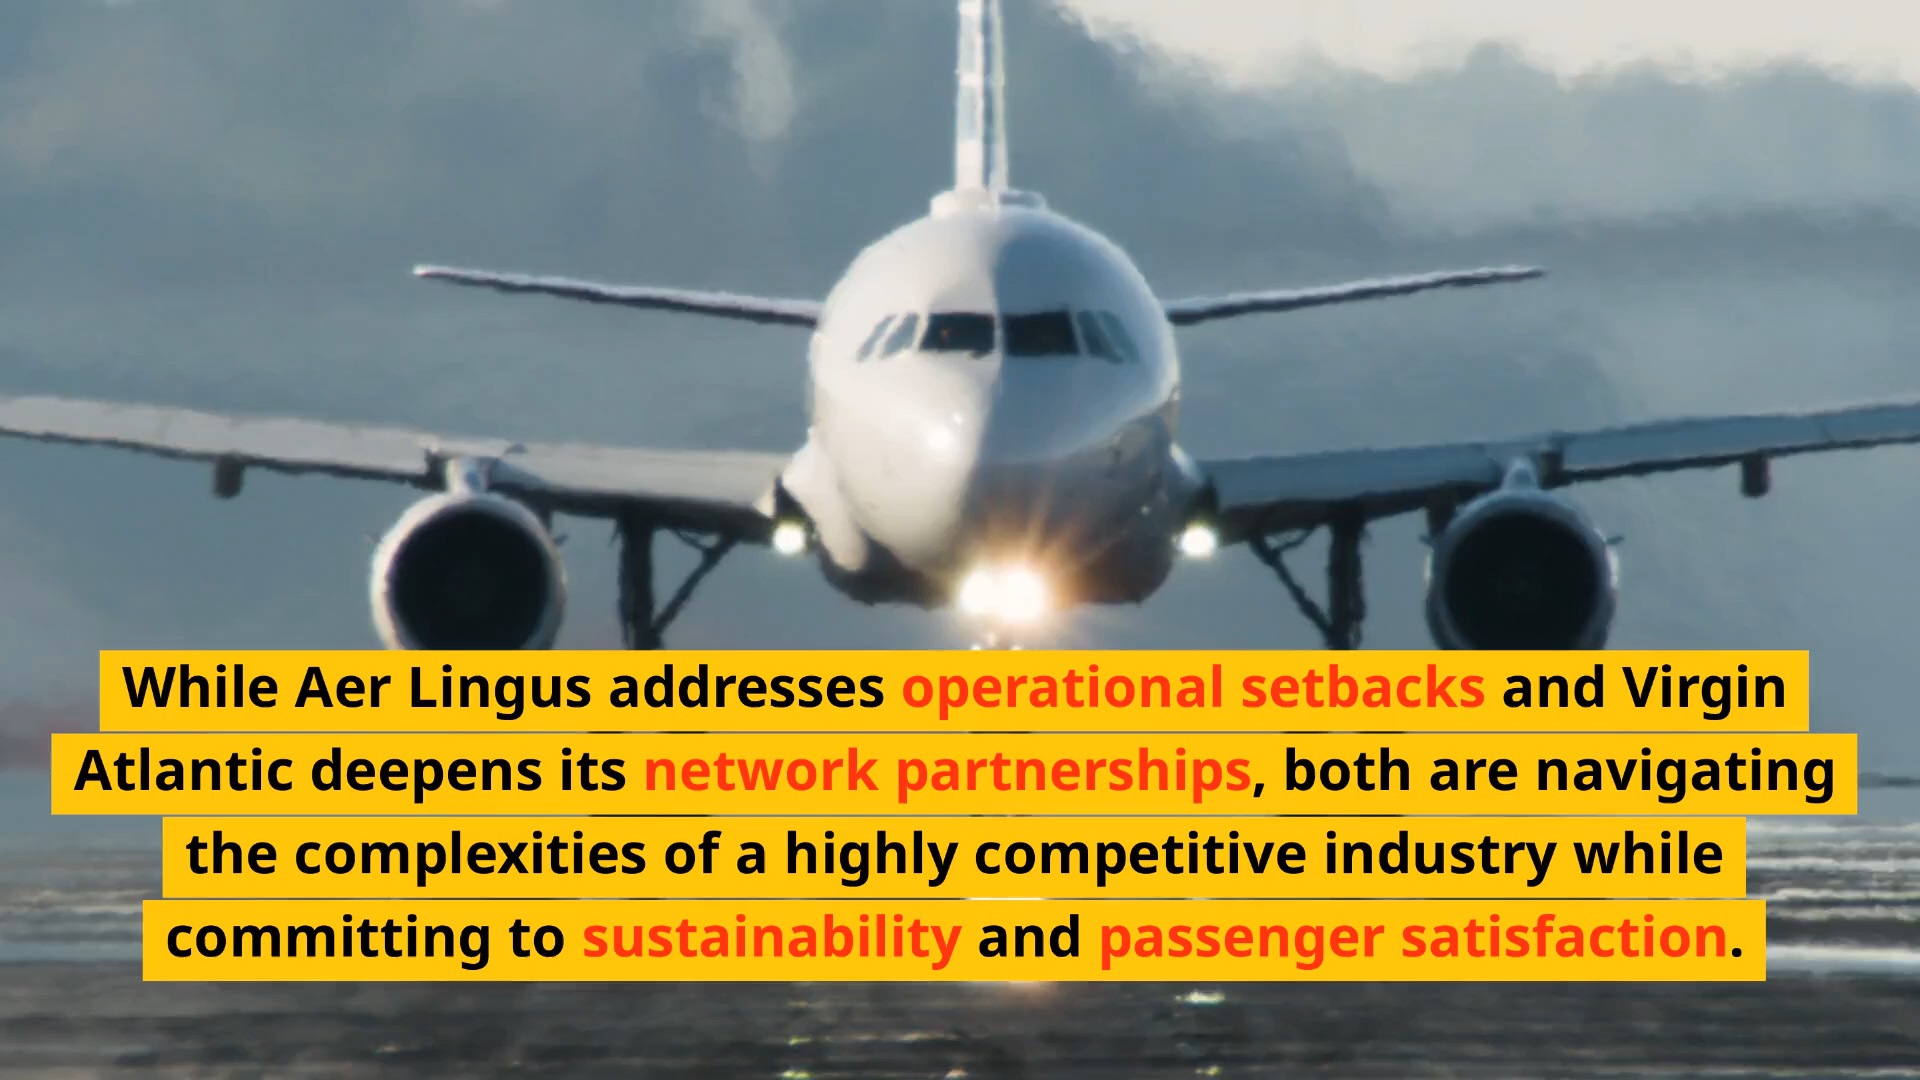 While Aer Lingus addresses operational setbacks and Virgin
Atlantic deepens its network partnerships, both are navigating
the complexities of a highly competitive industry while
committing to sustainability and passenger satisfaction.